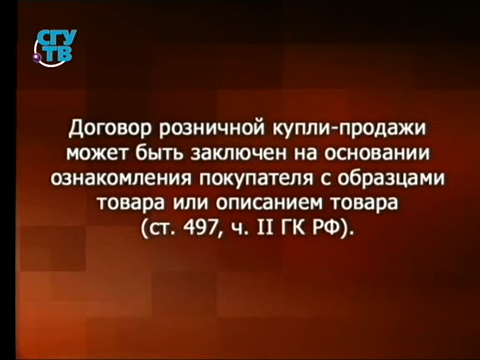 СГУ
ТВ
Договор розничной купли-продажи
может быть заключен на основании
ознакомления покупателя с образцами
товара или описанием товара
(ст. 497, ч. II ГК РФ).